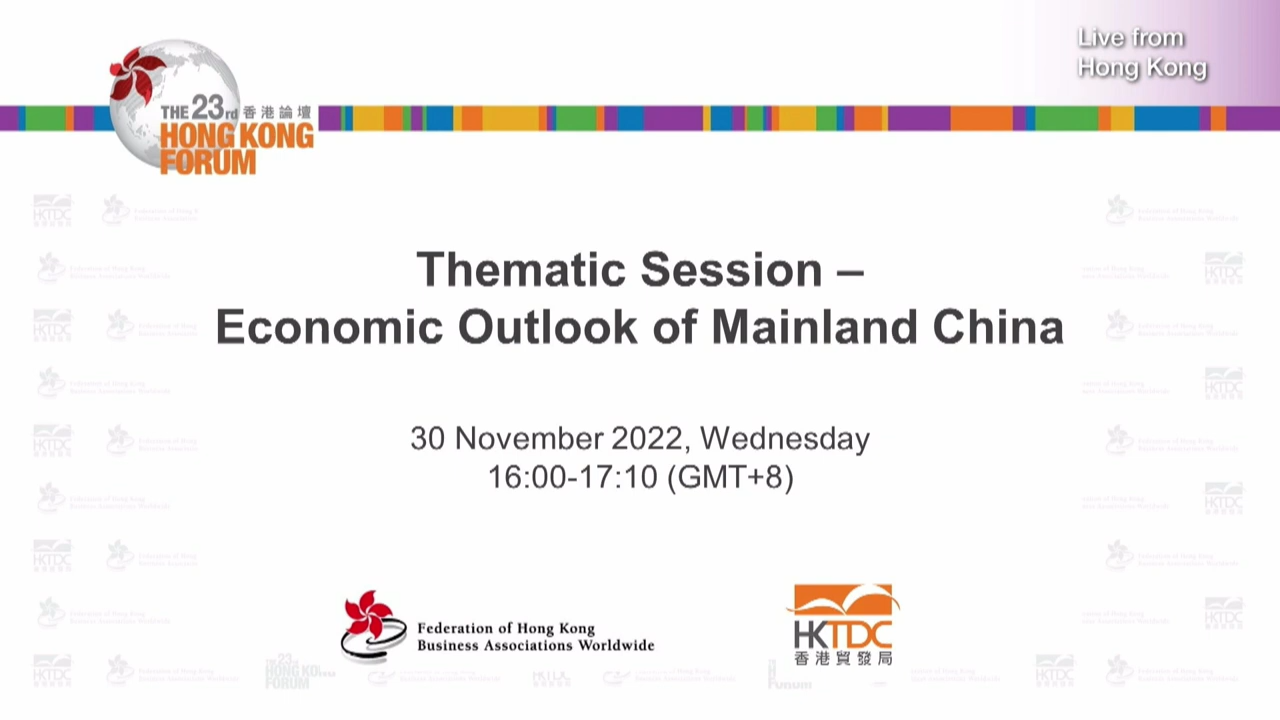 Live from
Hong Kong
THE 23rd 香港論壇
HONG KONG
FORUM
Thematic Session –
Economic Outlook of Mainland China
30 November 2022, Wednesday
16:00-17:10 (GMT+8)
Federation of Hong Kong
Business Associations Worldwide
HKTDC
香港貿發局